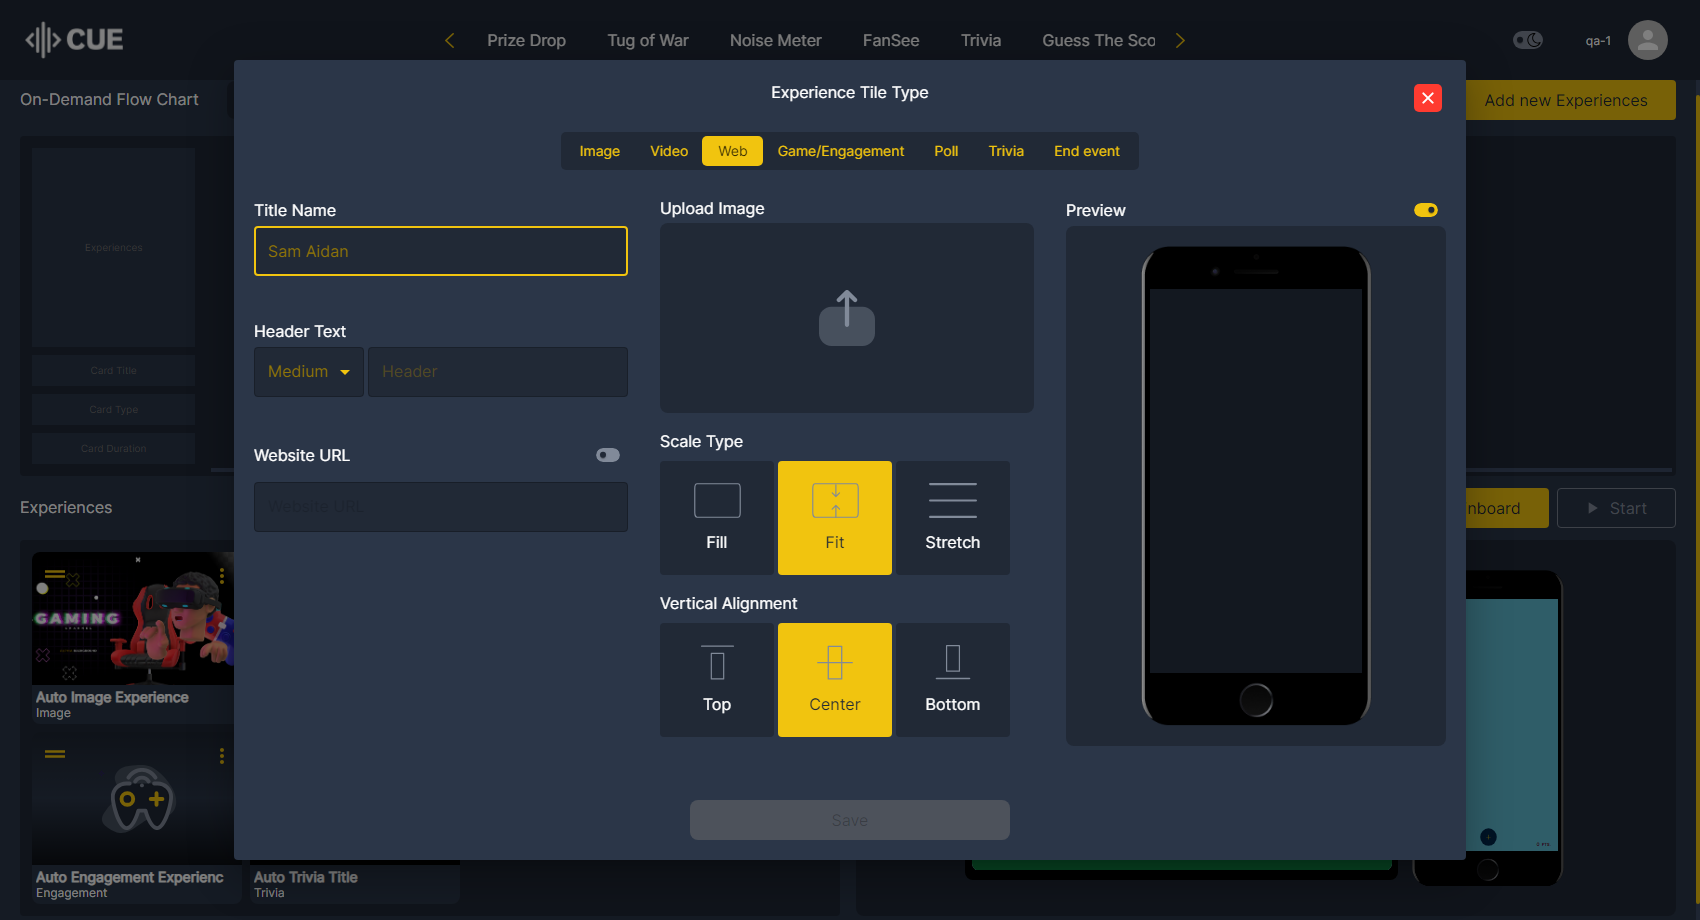 CUE
Prize Drop
Tug of War
Noise Meter
FanSee
Trivia
Guess The Sco
qa-1
On-Demand Flow Chart
Add new Experiences
Experience Tile Type
Image
Video
Web
Game/Engagement
Poll
Trivia
End event
Title Name
Sam Aidan
Header Text
Medium
Header
Website URL
Website URL
Upload Image
Scale Type
Fill
Fit
Stretch
Vertical Alignment
Top
Center
Bottom
Preview
Save
Experiences
Card Title
Card Type
Card Duration
Experiences
nboard
Start
GAMING
Auto Image Experience
Image
Auto Engagement Experienc
Engagement
Auto Trivia Title
Trivia